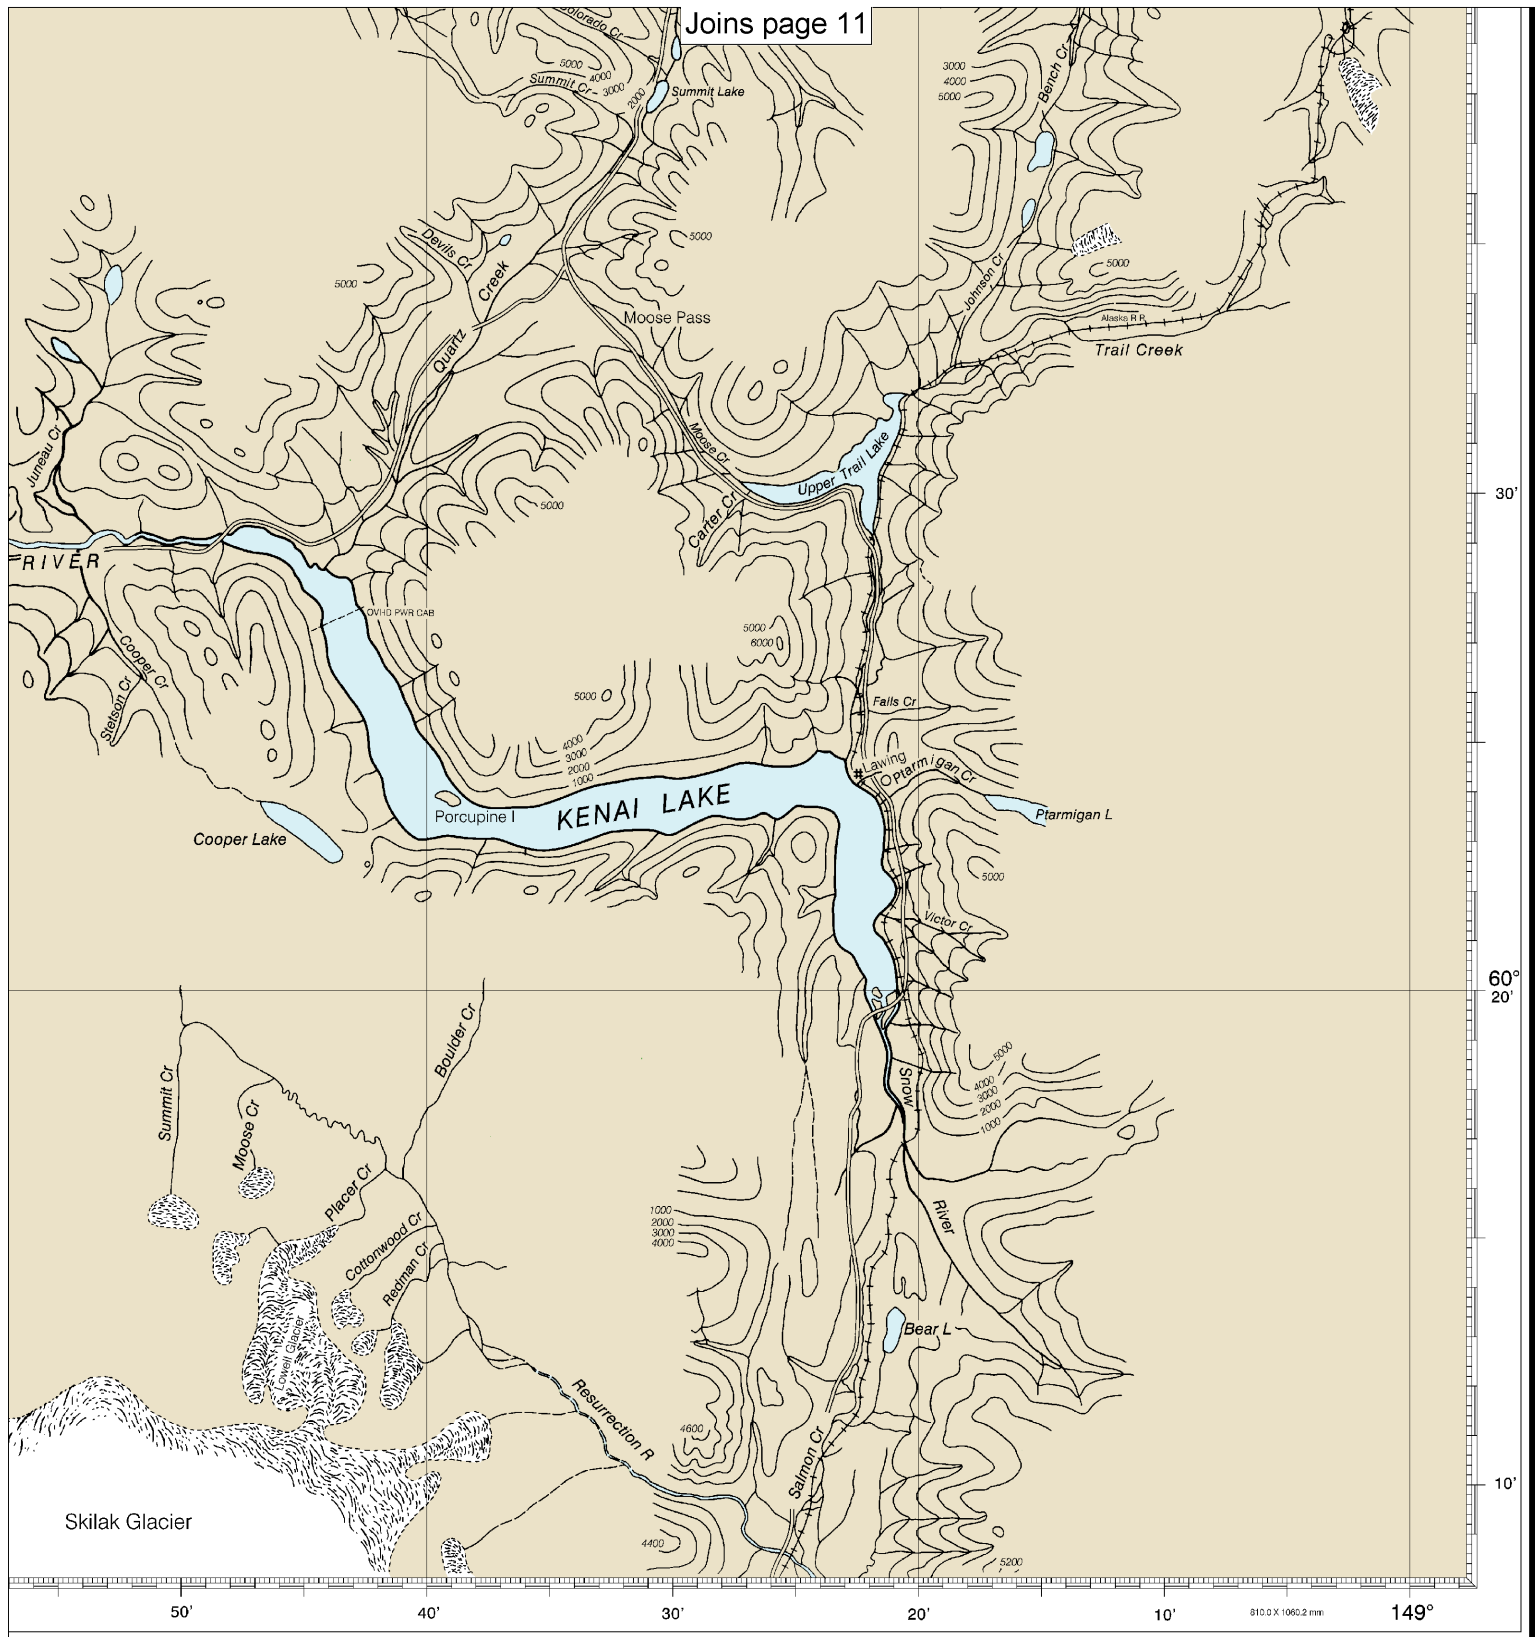 Joins page 11
Colorado Cr
5000
4000
3000
2000
Summit Cr
Summit Lake
3000
4000
5000
Bench Cr
5000
Devils Cr
Creek
5000
5000
Johnson Cr
Moose Pass
Alaska R R
Trail Creek
Quartz
Juneau Cr
Moose Cr
Upper Trail Lake
Carter Cr
5000
30'
RIVER
OVHD PWR CAB
5000
6000
Cooper Cr
Stetson Cr
5000
Falls Cr
4000
3000
2000
1000
Lawing
Ptarmigan Cr
KENAI LAKE
Porcupine I
Ptarmigan L
Cooper Lake
5000
Victor Cr
60°
20'
Boulder Cr
Summit Cr
Moose Cr
Snow
5000
4000
3000
2000
1000
Placer Cr
Cottonwood Cr
Redman Cr
1000
2000
3000
4000
River
Lowell Glacier
Bear L
Resurrection R
4600
Salmon Cr
10'
Skilak Glacier
4400
5200
50'
40'
30'
20'
10'
810.0 X 1060.2 mm
149°